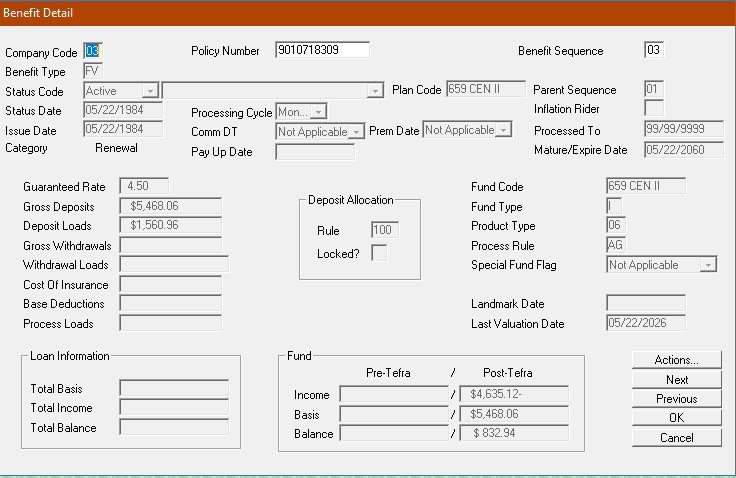 Benefit Detail
Company Code 03 Policy Number 9010718309 Benefit Sequence 03
Benefit Type FV
Status Code Active Plan Code 659 CEN II Parent Sequence 01
Status Date 05/22/1984 Processing Cycle Mon... Inflation Rider
Issue Date 05/22/1984 Comm DT Not Applicable Prem Date Not Applicable Processed To 99/99/9999
Category Renewal Pay Up Date Mature/Expire Date 05/22/2060
Guaranteed Rate 4.50 Fund Code 659 CEN II
Gross Deposits $5,468.06 Deposit Allocation Fund Type I
Deposit Loads $1,560.96 Rule 100 Product Type 06
Gross Withdrawals Locked? Process Rule AG
Withdrawal Loads Special Fund Flag Not Applicable
Cost Of Insurance
Base Deductions Landmark Date
Process Loads Last Valuation Date 05/22/2026
Loan Information Fund Actions...
Pre-Tefra / Post-Tefra Next
Total Basis Income / $4,635.12- Previous
Total Income Basis / $5,468.06 OK
Total Balance Balance / $ 832.94 Cancel